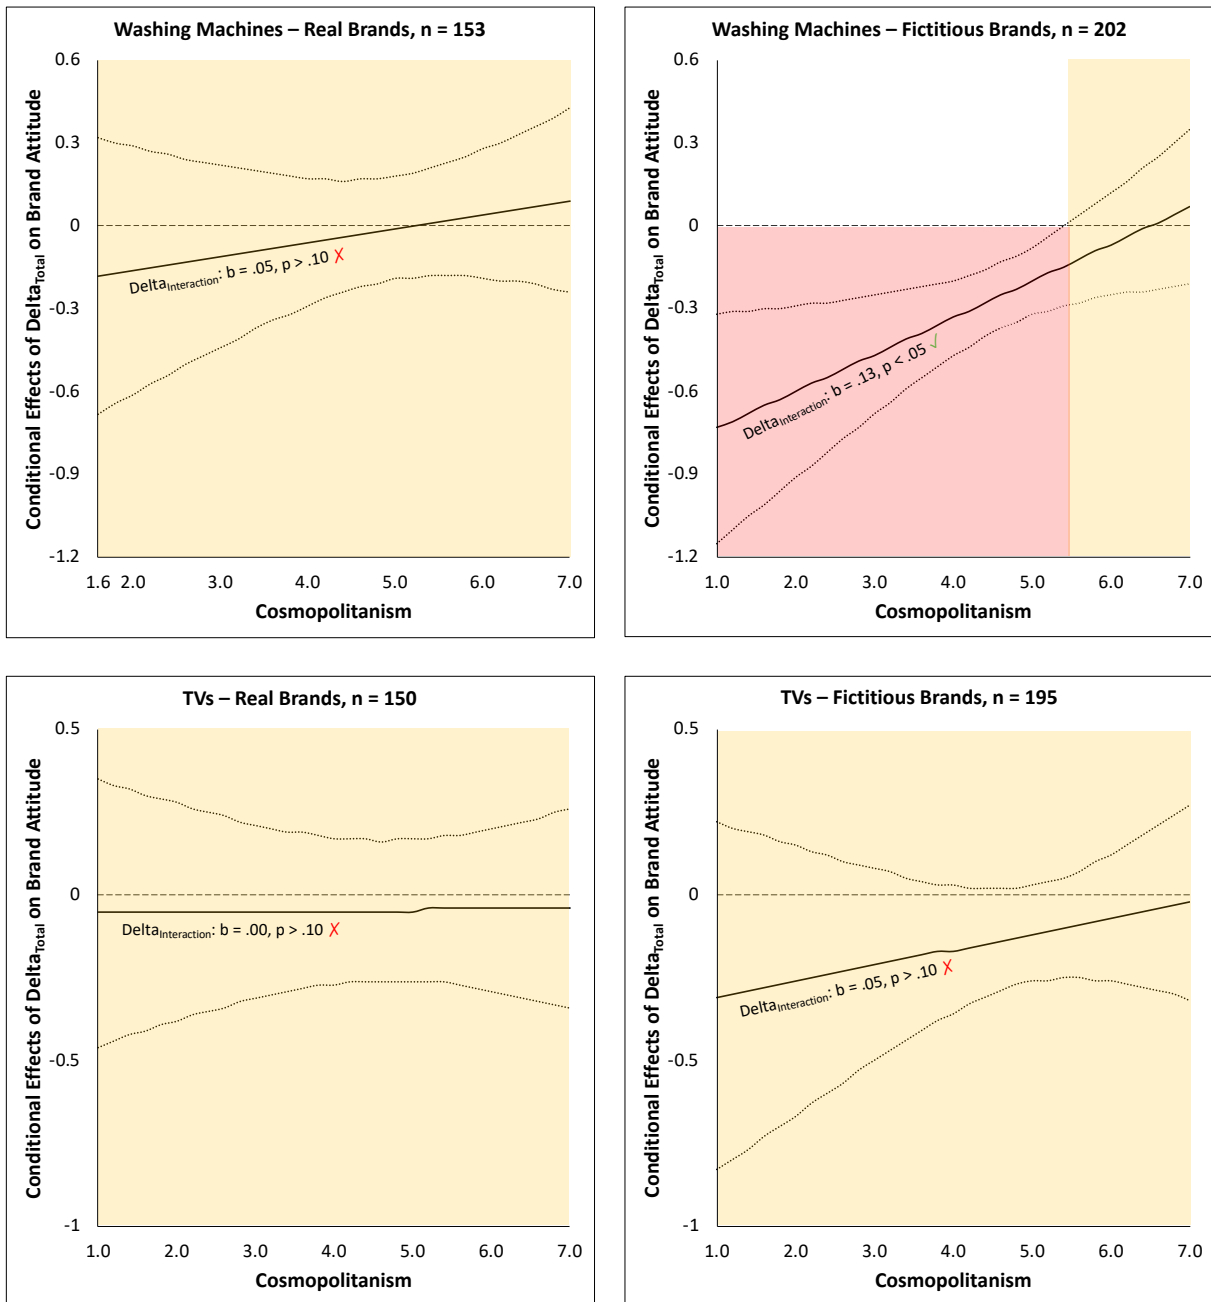 Washing Machines – Real Brands, n = 153
Conditional Effects of DeltaTotal on Brand Attitude
0.6
0.3
0
-0.3
-0.6
-0.9
-1.2
DeltaInteraction: b = .05, p > .10 ✗
1.6 2.0 3.0 4.0 5.0 6.0 7.0
Cosmopolitanism
Washing Machines – Fictitious Brands, n = 202
Conditional Effects of DeltaTotal on Brand Attitude
0.6
0.3
0
-0.3
-0.6
-0.9
-1.2
DeltaInteraction: b = .13, p < .05 √
1.0 2.0 3.0 4.0 5.0 6.0 7.0
Cosmopolitanism
TVs – Real Brands, n = 150
Conditional Effects of DeltaTotal on Brand Attitude
0.5
0
-0.5
-1
DeltaInteraction: b = .00, p > .10 ✗
1.0 2.0 3.0 4.0 5.0 6.0 7.0
Cosmopolitanism
TVs – Fictitious Brands, n = 195
Conditional Effects of DeltaTotal on Brand Attitude
0.5
0
-0.5
-1
DeltaInteraction: b = .05, p > .10 ✗
1.0 2.0 3.0 4.0 5.0 6.0 7.0
Cosmopolitanism